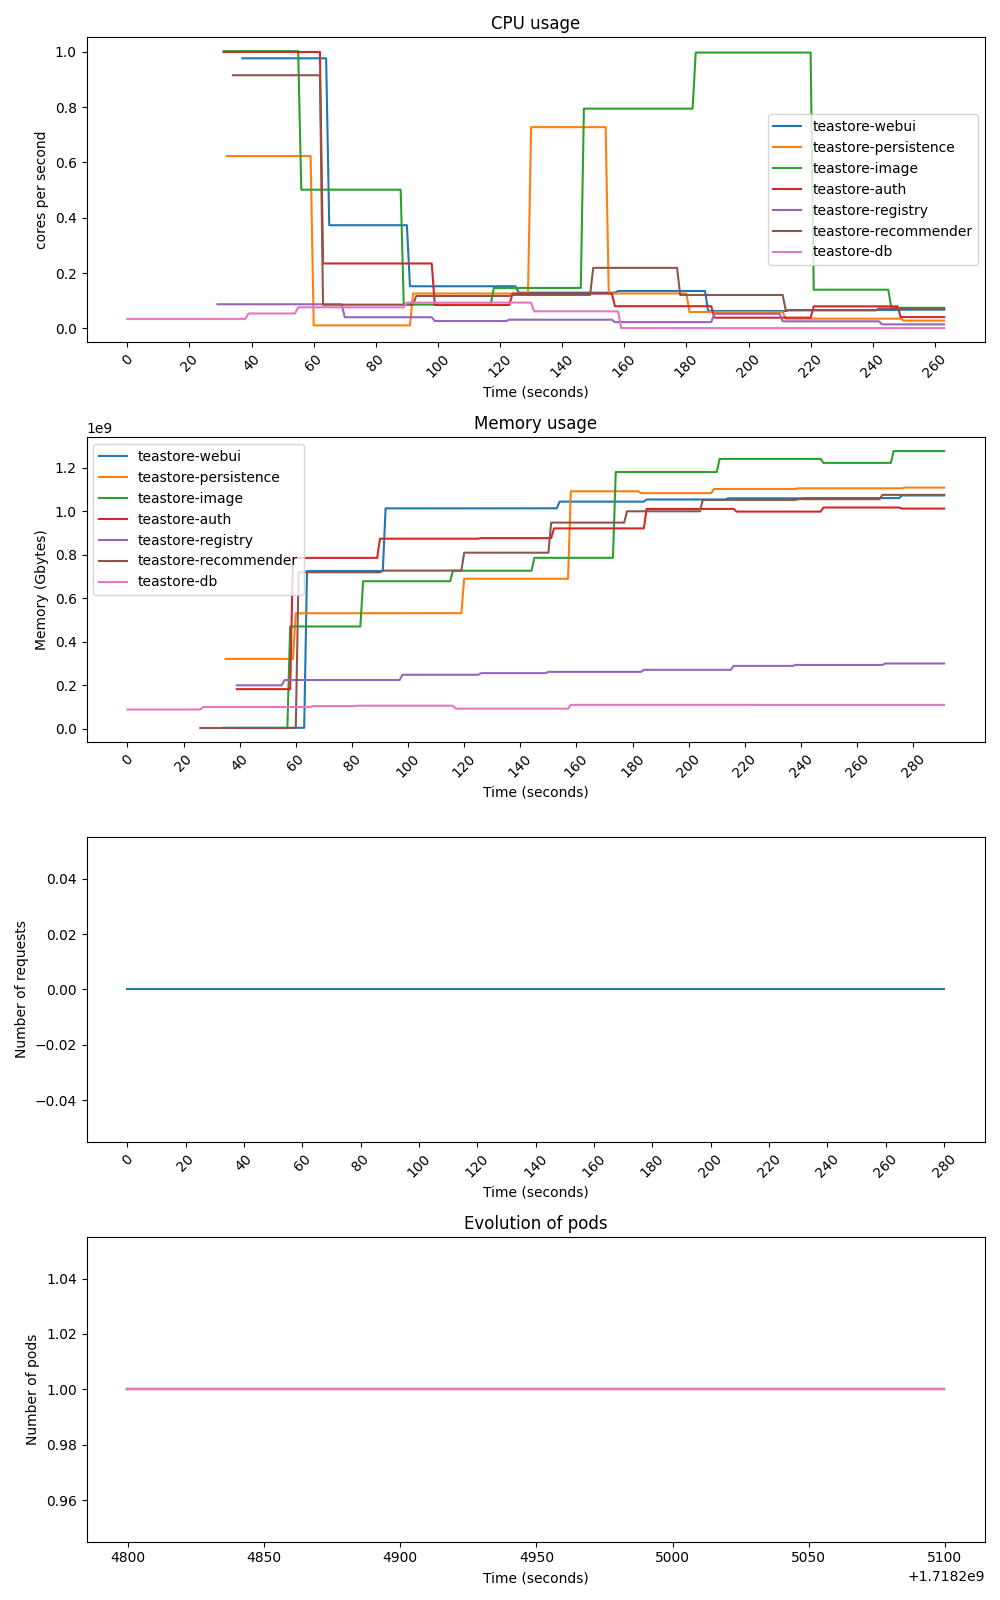 CPU usage
cores per second
1.0
0.8
0.6
0.4
0.2
0.0
teastore-webui
teastore-persistence
teastore-image
teastore-auth
teastore-registry
teastore-recommender
teastore-db
0 20 40 60 80 100 120 140 160 180 200 220 240 260
Time (seconds)
Memory usage
1e9
Memory (Gbytes)
1.2
1.0
0.8
0.6
0.4
0.2
0.0
teastore-webui
teastore-persistence
teastore-image
teastore-auth
teastore-registry
teastore-recommender
teastore-db
0 20 40 60 80 100 120 140 160 180 200 220 240 260 280
Time (seconds)
Number of requests
0.04
0.02
0.00
−0.02
−0.04
0 20 40 60 80 100 120 140 160 180 200 220 240 260 280
Time (seconds)
Evolution of pods
Number of pods
1.04
1.02
1.00
0.98
0.96
4800 4850 4900 4950 5000 5050 5100
Time (seconds)
+1.7182e9